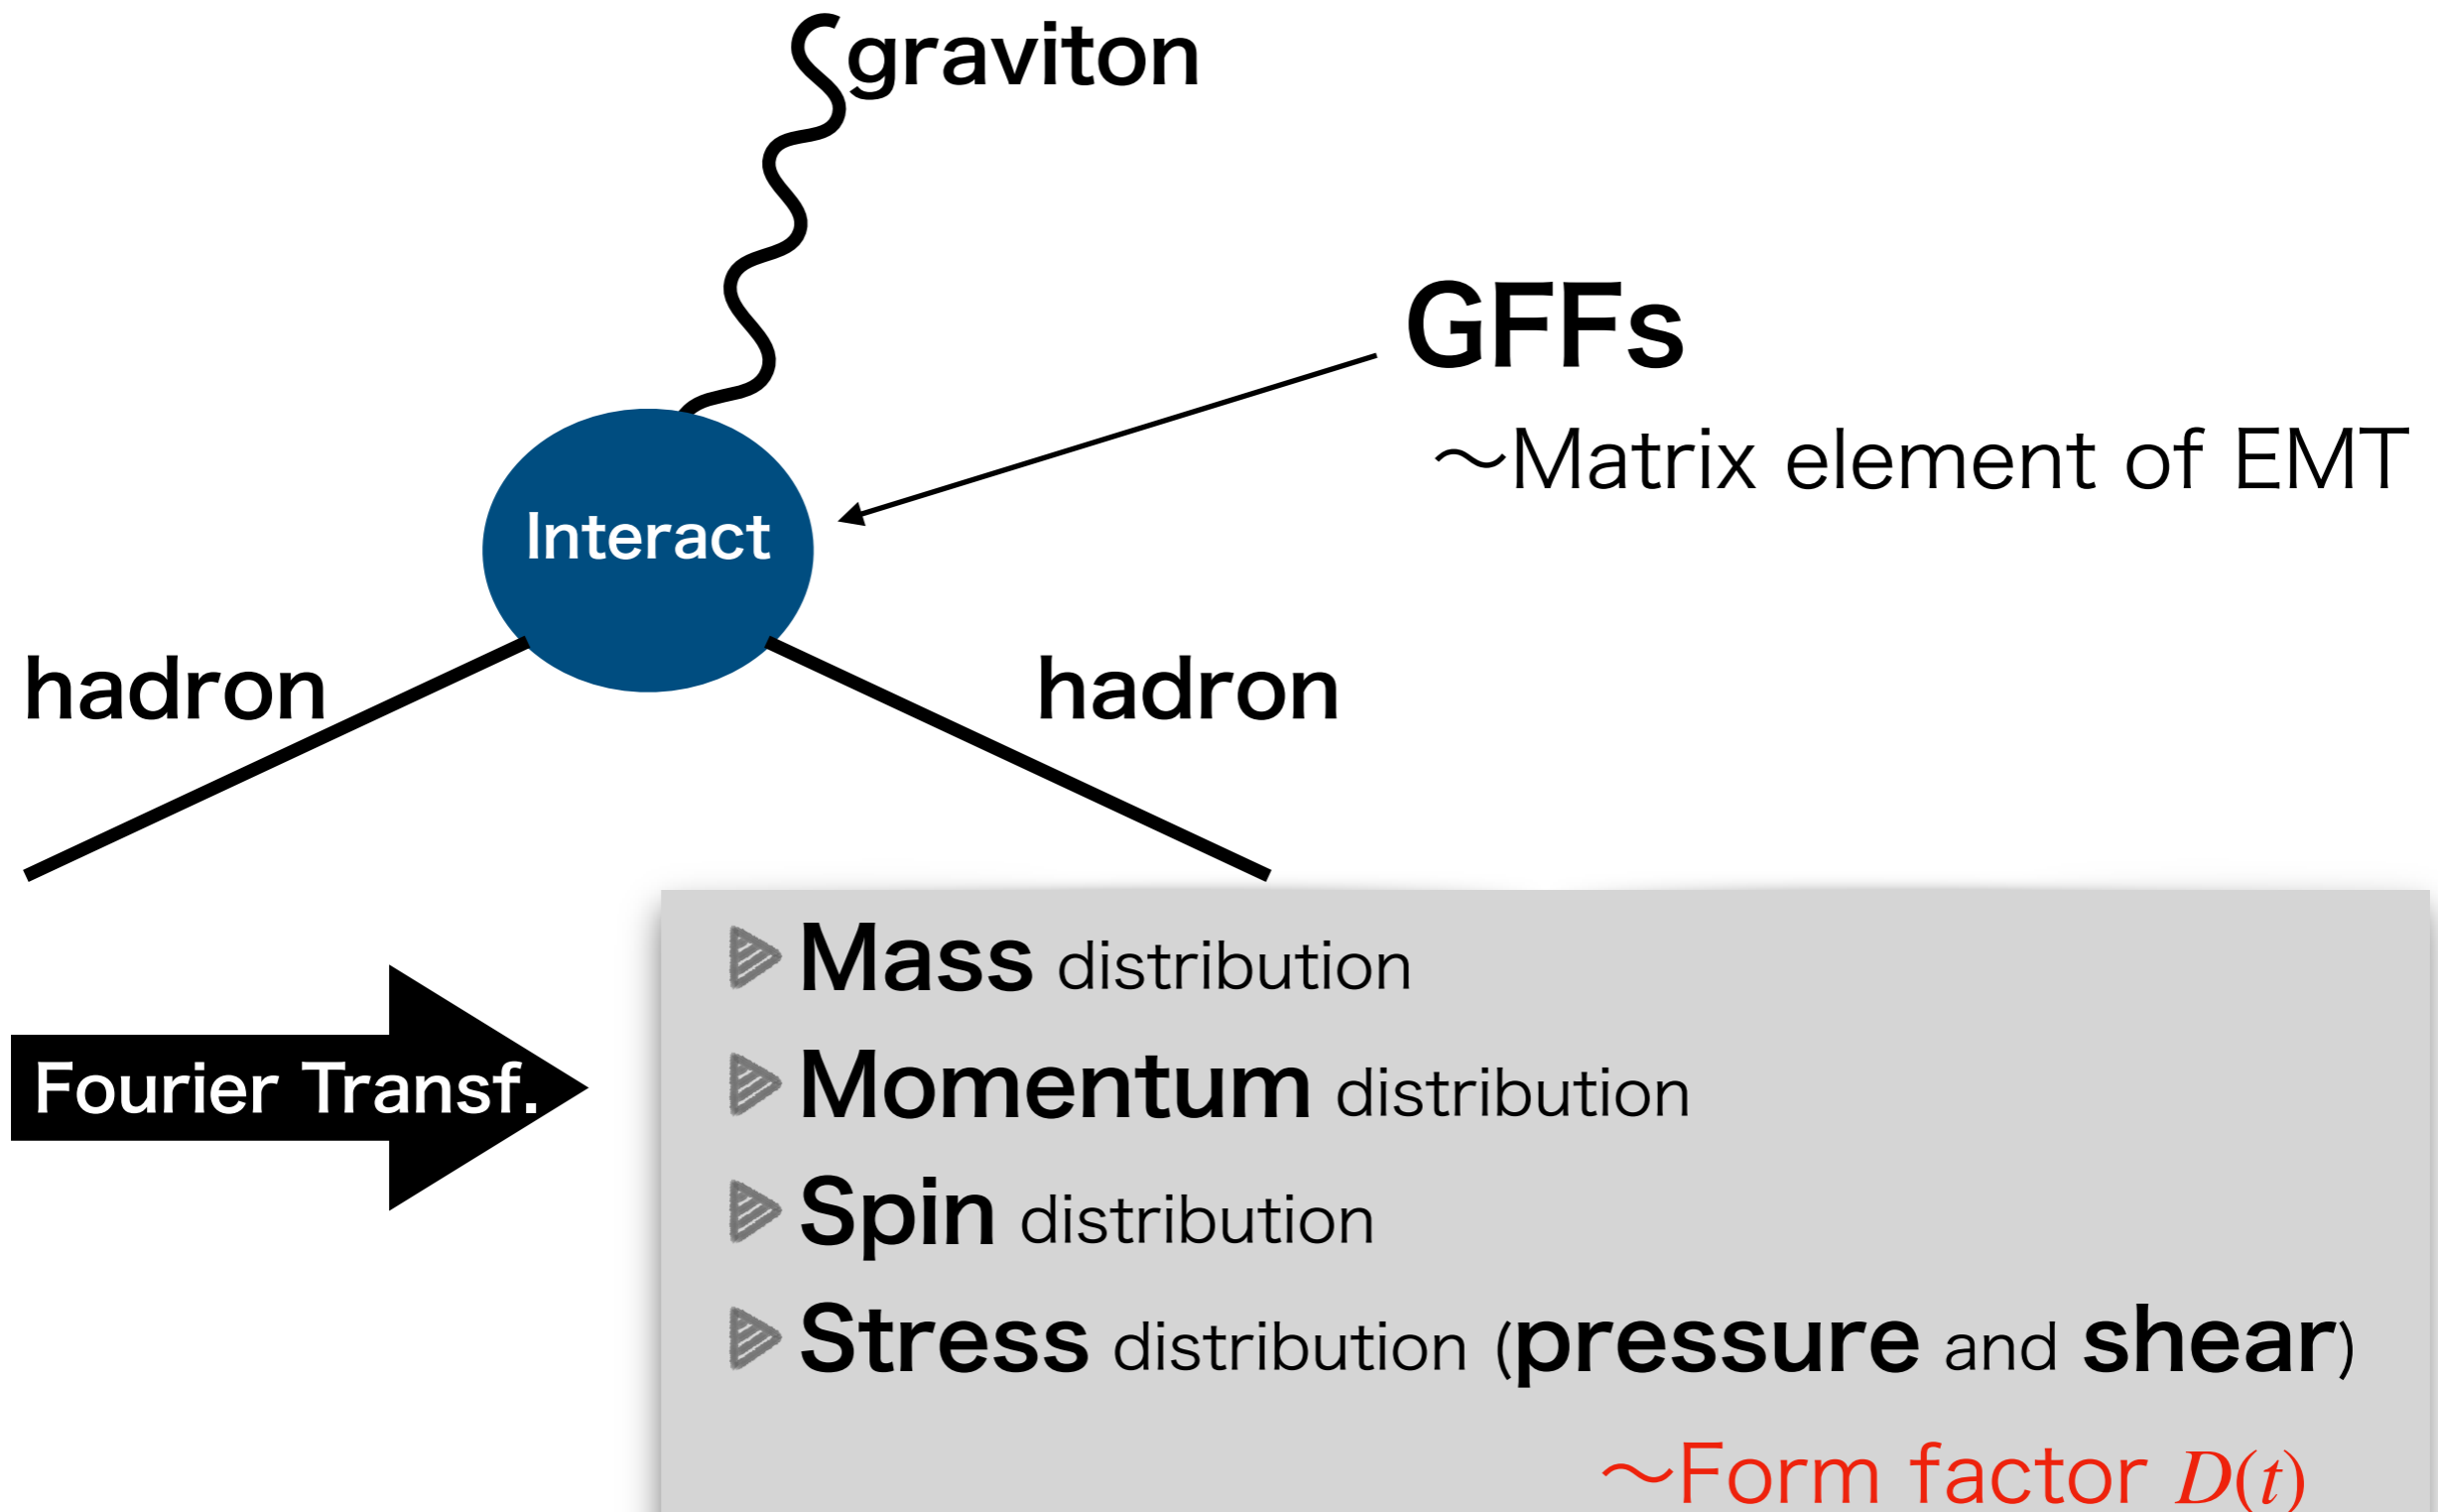 graviton
GFFs
～Matrix element of EMT
Interact
hadron
hadron
Fourier Transf.
Mass distribution
Momentum distribution
Spin distribution
Stress distribution (pressure and shear)
～Form factor D(t)